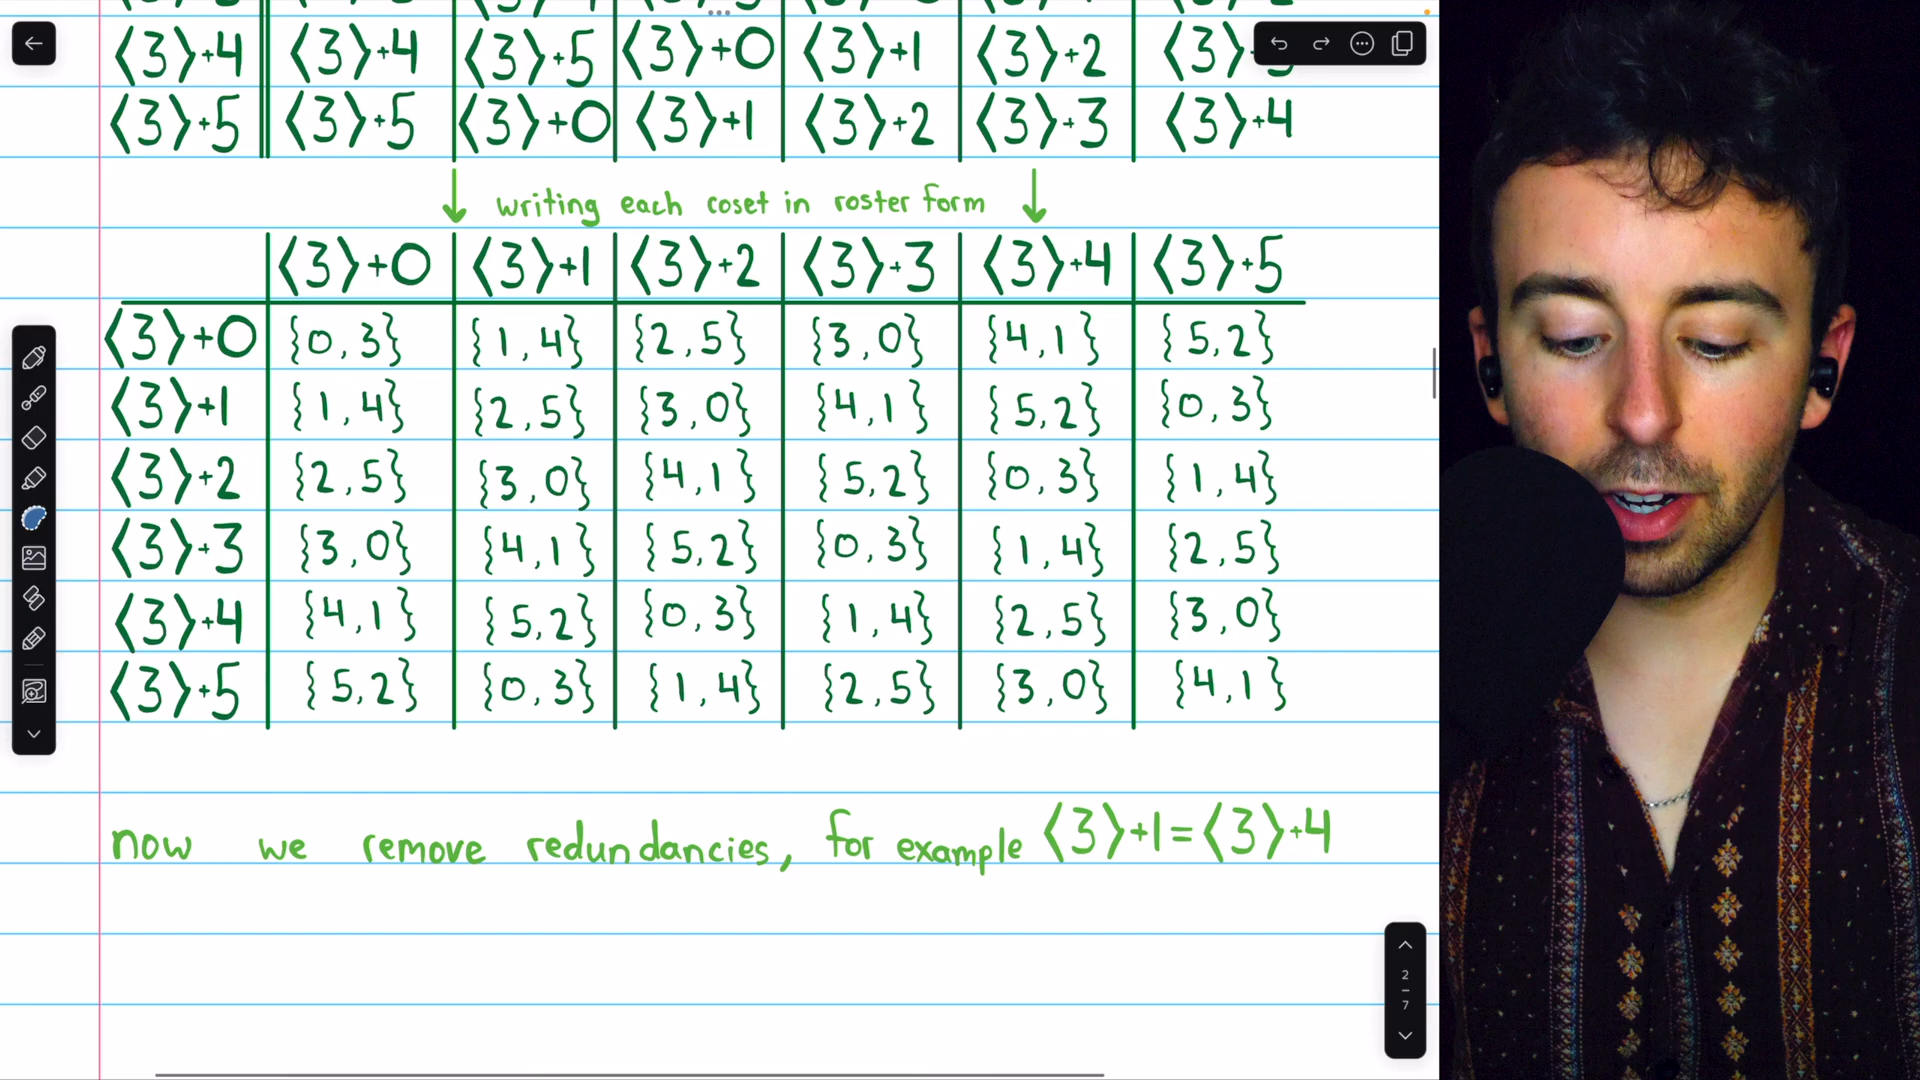 ⟨3⟩+4 ⟨3⟩+4 ⟨3⟩+5 ⟨3⟩+0 ⟨3⟩+1 ⟨3⟩+2 ⟨3⟩
⟨3⟩+5 ⟨3⟩+5 ⟨3⟩+0 ⟨3⟩+1 ⟨3⟩+2 ⟨3⟩+3 ⟨3⟩+4
↓ writing each coset in roster form ↓
⟨3⟩+0 ⟨3⟩+1 ⟨3⟩+2 ⟨3⟩+3 ⟨3⟩+4 ⟨3⟩+5
⟨3⟩+0 {0,3} {1,4} {2,5} {3,0} {4,1} {5,2}
⟨3⟩+1 {1,4} {2,5} {3,0} {4,1} {5,2} {0,3}
⟨3⟩+2 {2,5} {3,0} {4,1} {5,2} {0,3} {1,4}
⟨3⟩+3 {3,0} {4,1} {5,2} {0,3} {1,4} {2,5}
⟨3⟩+4 {4,1} {5,2} {0,3} {1,4} {2,5} {3,0}
⟨3⟩+5 {5,2} {0,3} {1,4} {2,5} {3,0} {4,1}
now we remove redundancies, for example ⟨3⟩+1=⟨3⟩+4
2
7